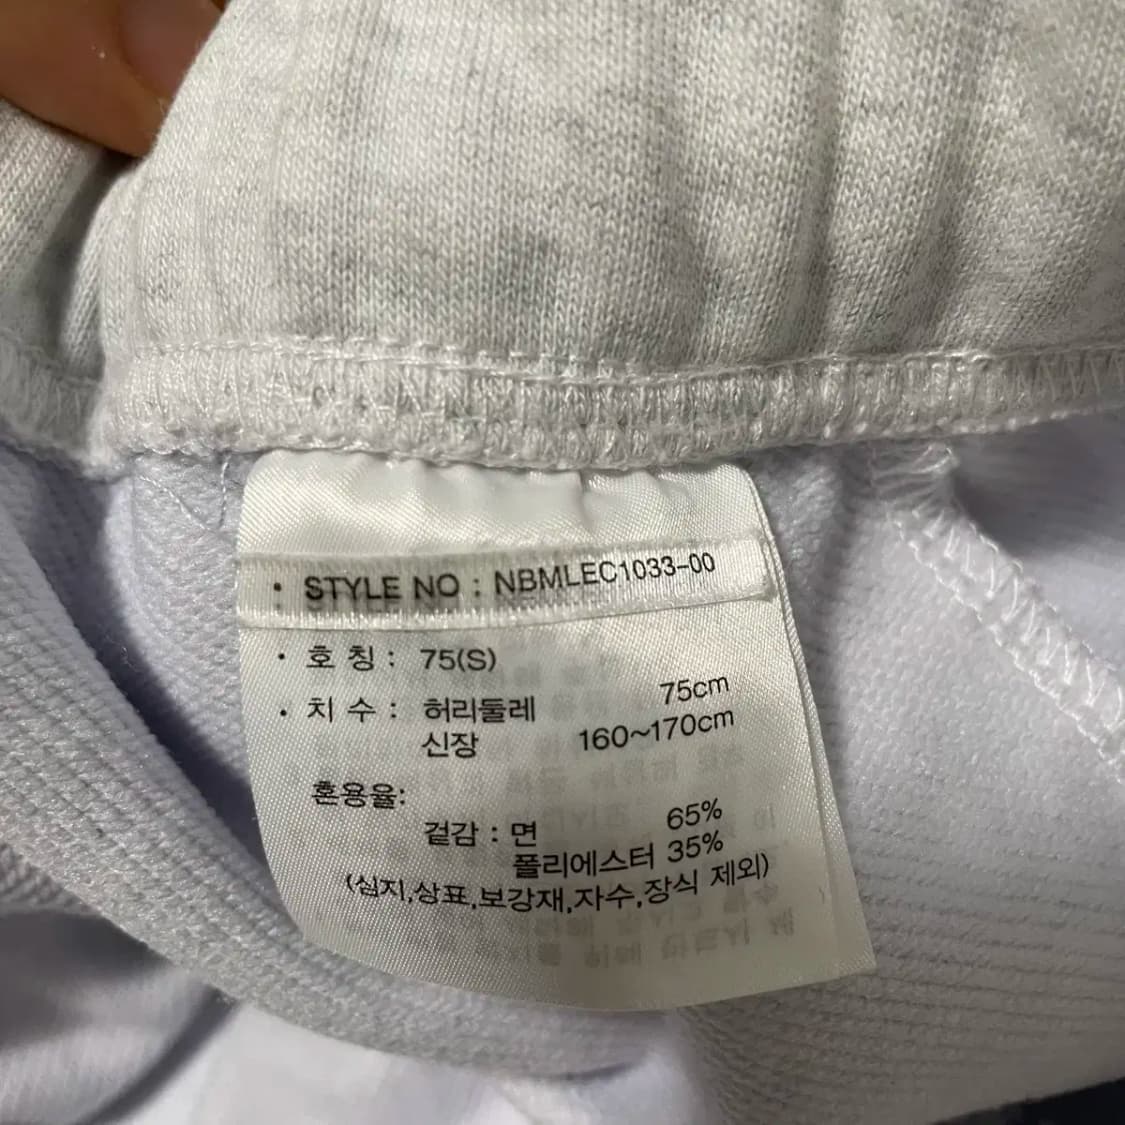 · STYLE NO : NBMLEC1033-00
· 호 칭 : 75(S)
· 치 수 : 허리둘레 75cm
신장 160~170cm
혼용율:
겉감 : 면 65%
폴리에스터 35%
(심지,상표,보강재,자수,장식 제외)